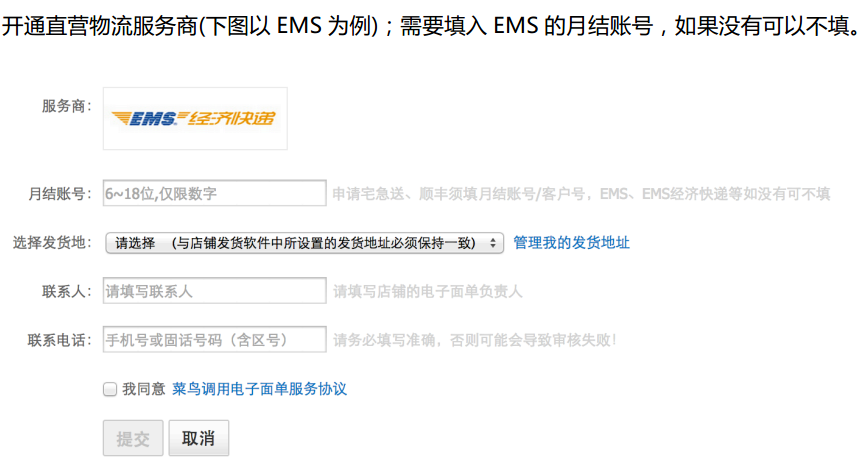 开通直营物流服务商(下图以 EMS 为例)；需要填入 EMS 的月结账号，如果没有可以不填。
服务商： EMS 经济快递
月结账号： 6~18位,仅限数字 申请宅急送、顺丰须填月结账号/客户号，EMS、EMS经济快递等如没有可不填
选择发货地： 请选择 (与店铺发货软件中所设置的发货地址必须保持一致) 管理我的发货地址
联系人： 请填写联系人 请填写店铺的电子面单负责人
联系电话： 手机号或固话号码（含区号） 请务必填写准确，否则可能会导致审核失败！
我同意 菜鸟调用电子面单服务协议
提交 取消